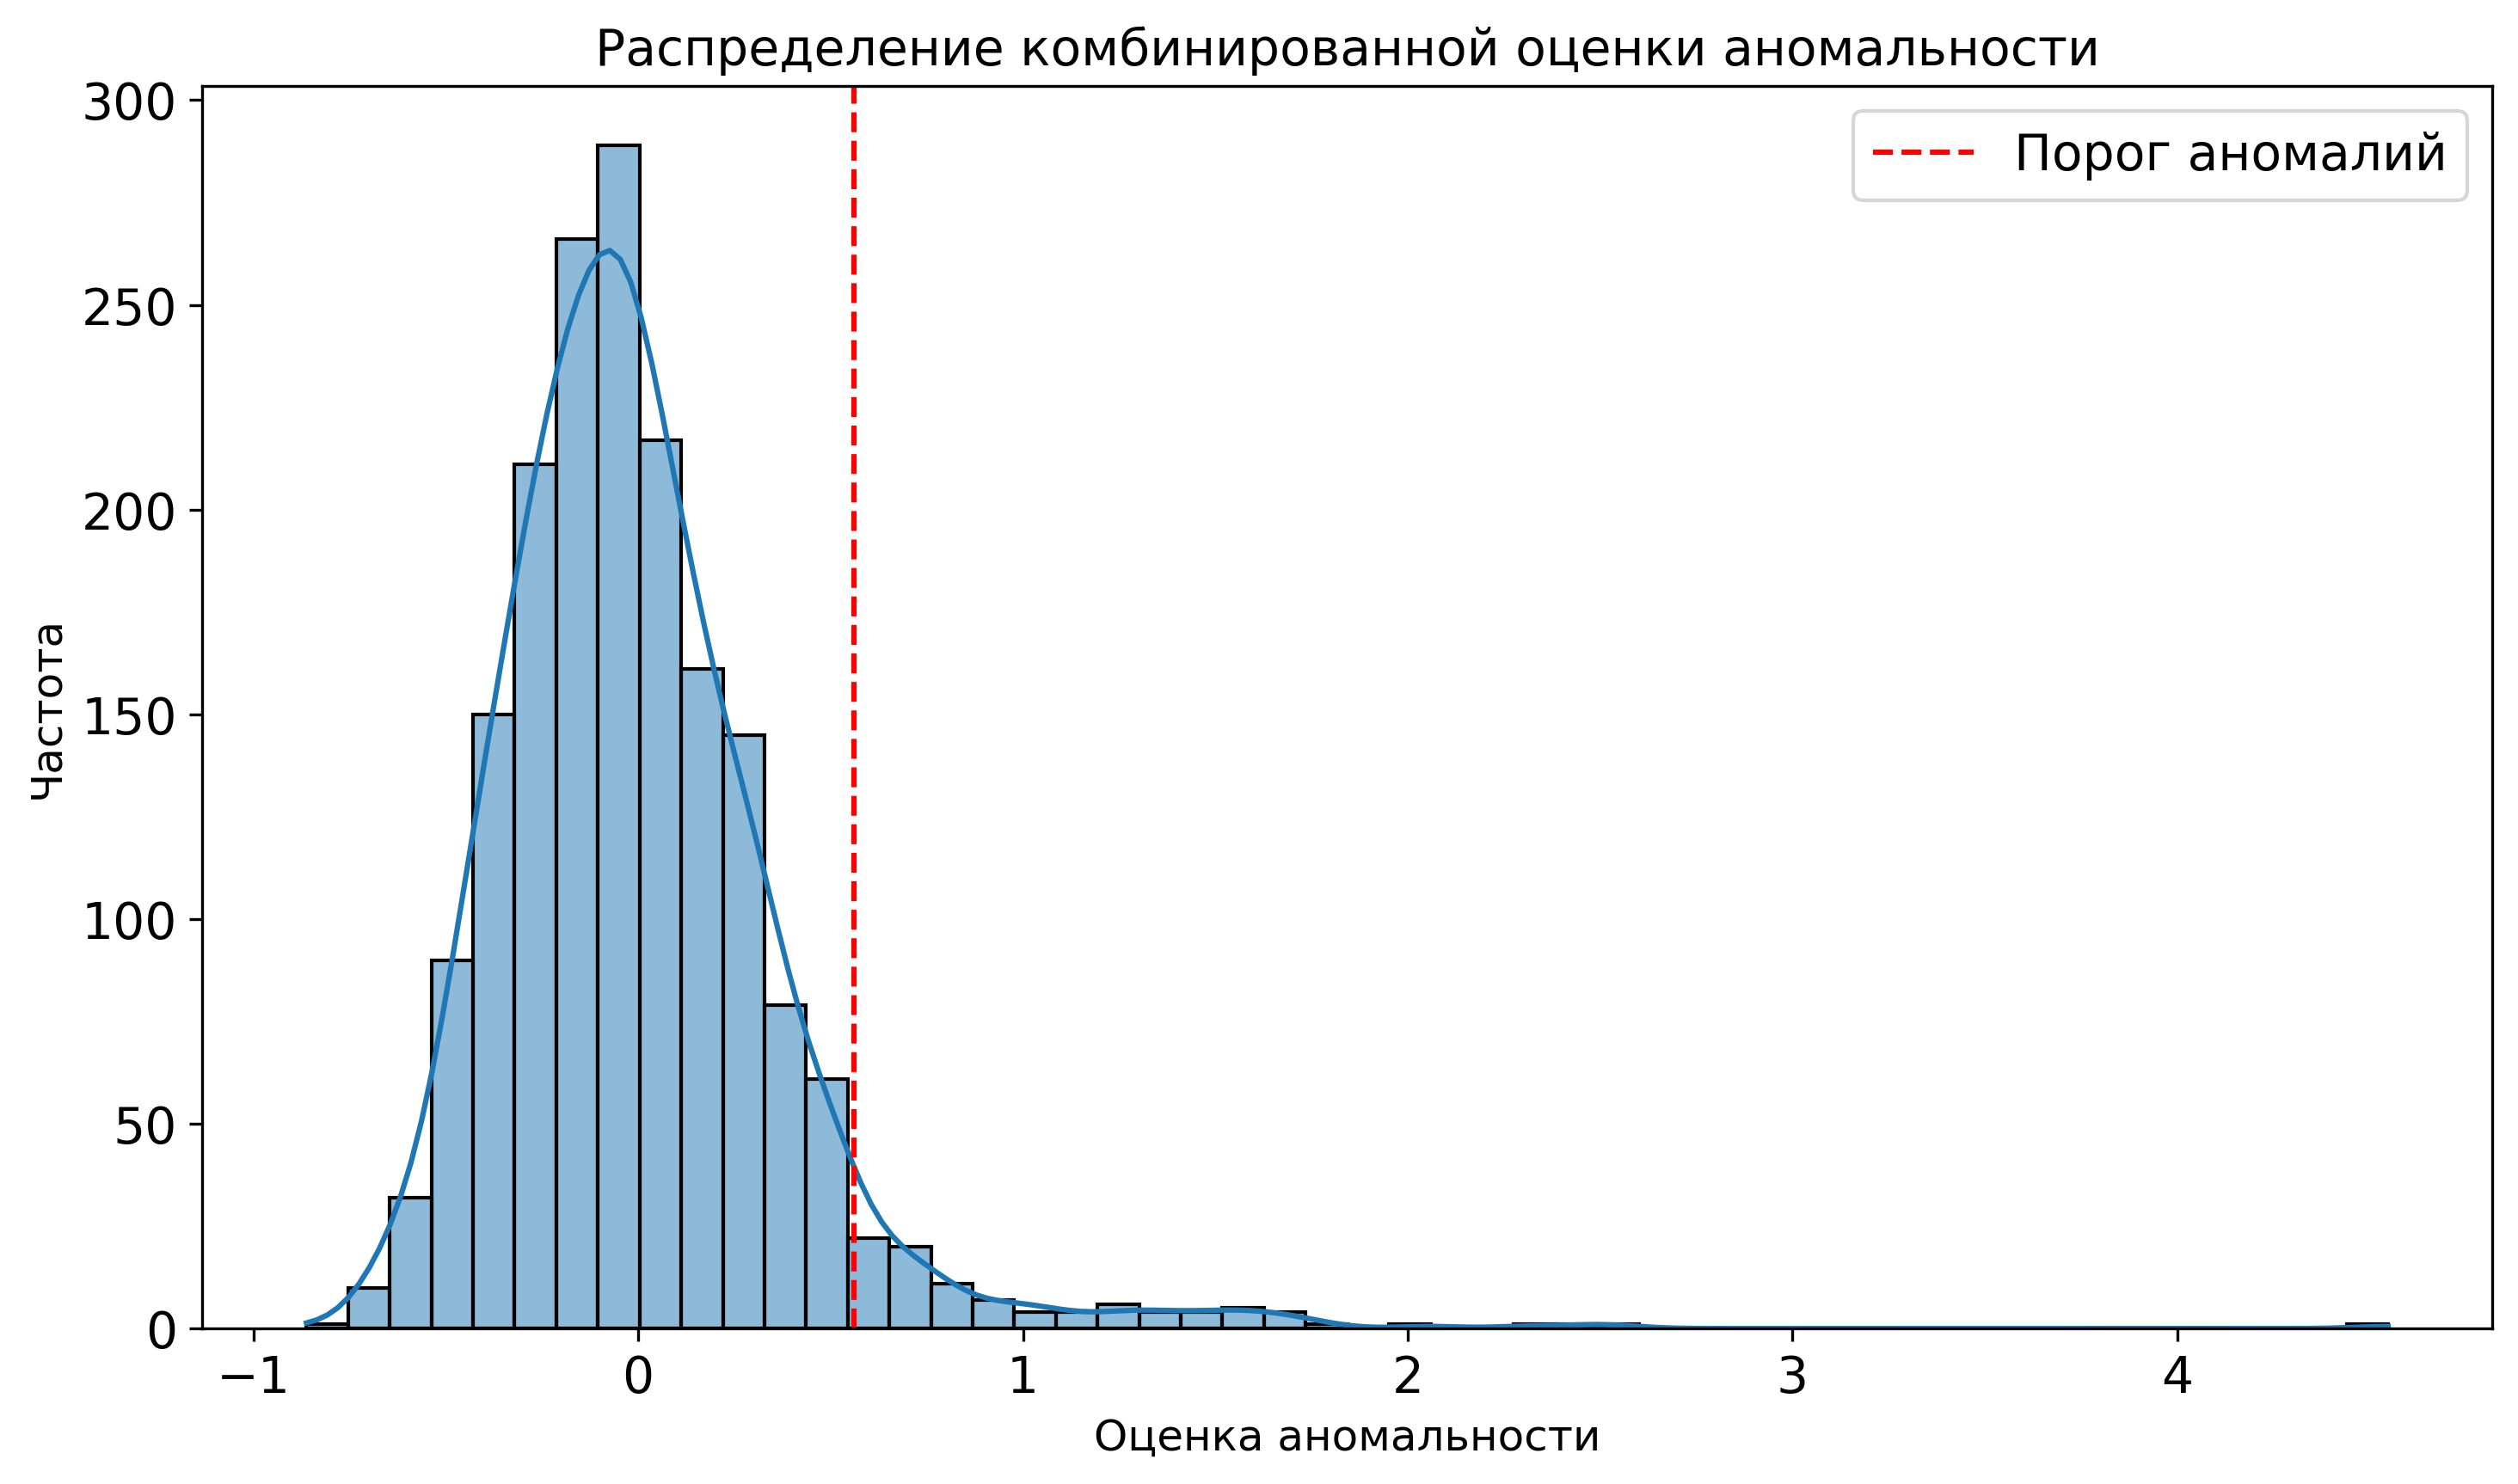 Распределение комбинированной оценки аномальности
Порог аномалий
300
250
200
150
100
50
0
Частота
−1 0 1 2 3 4
Оценка аномальности